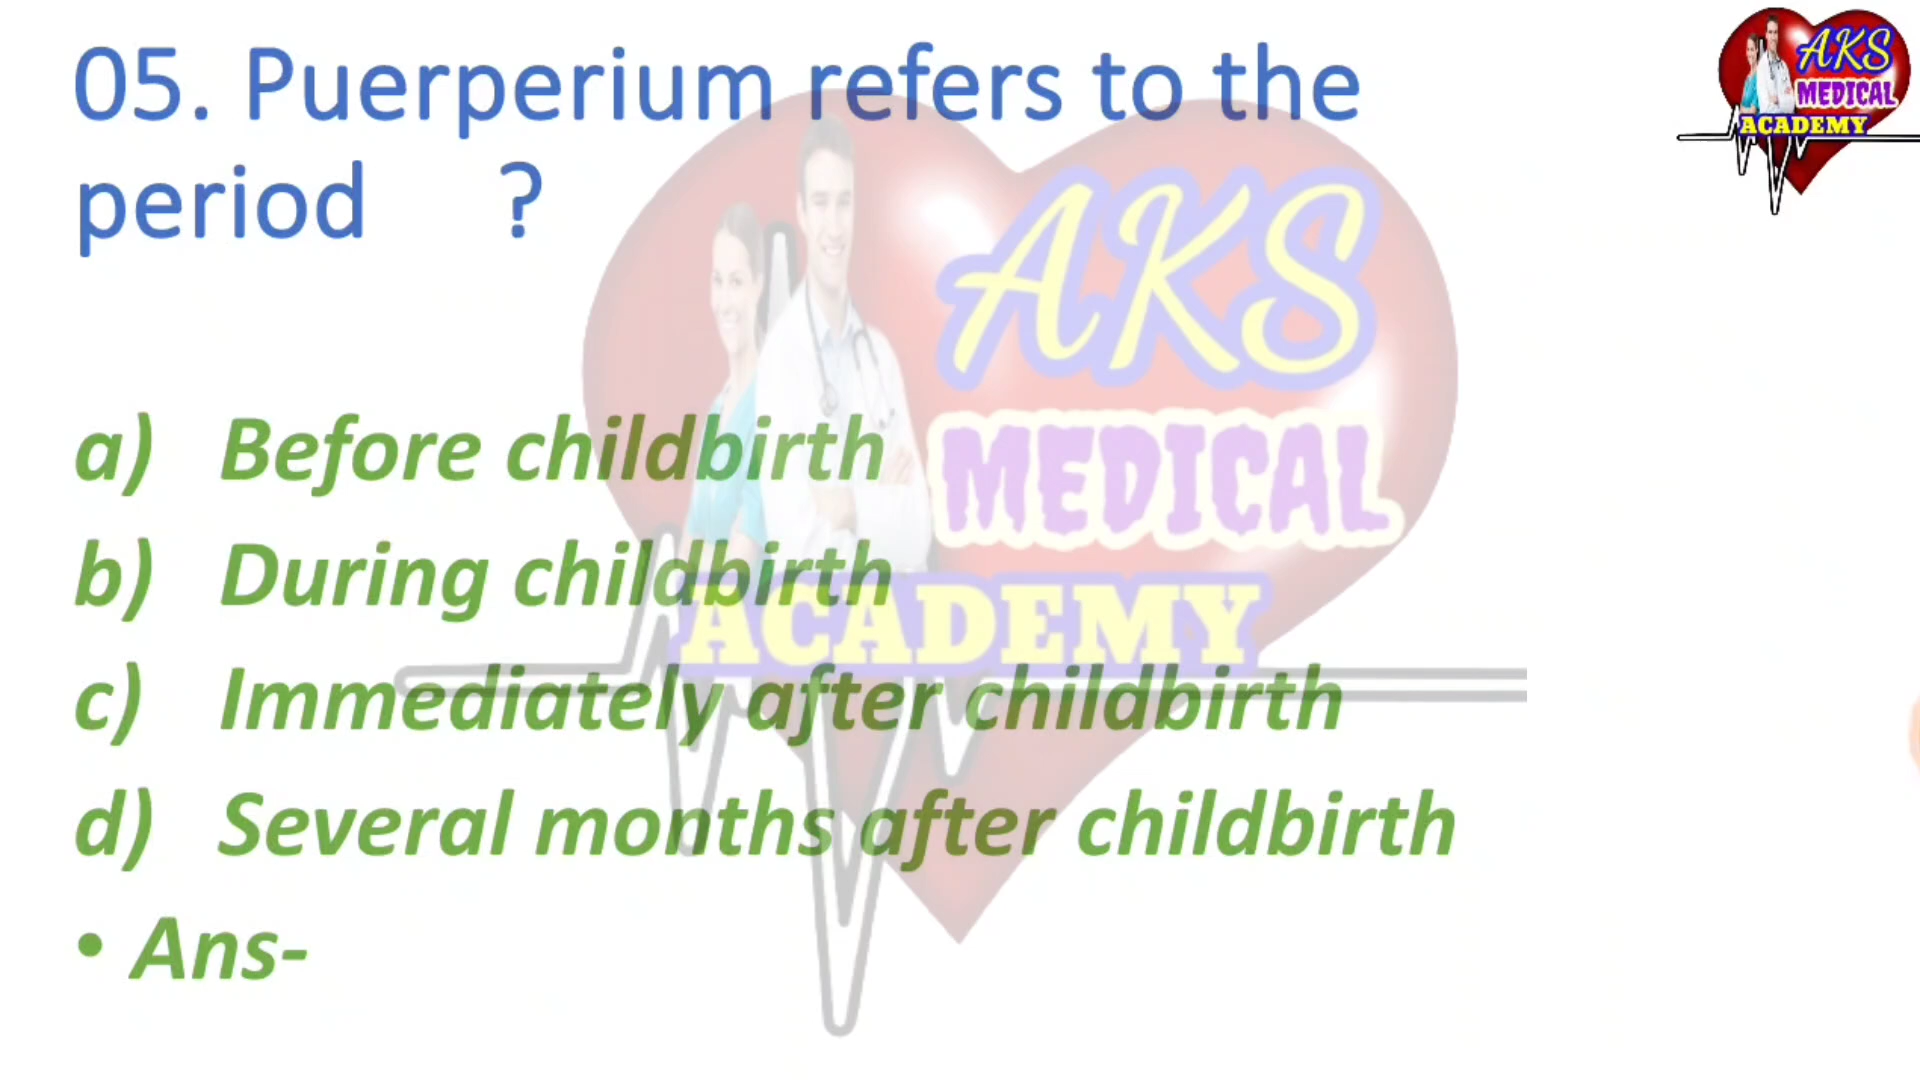 05. Puerperium refers to the
period ?
a) Before childbirth
b) During childbirth
c) Immediately after childbirth
d) Several months after childbirth
• Ans-
AKS
MEDICAL
ACADEMY
AKS
MEDICAL
ACADEMY